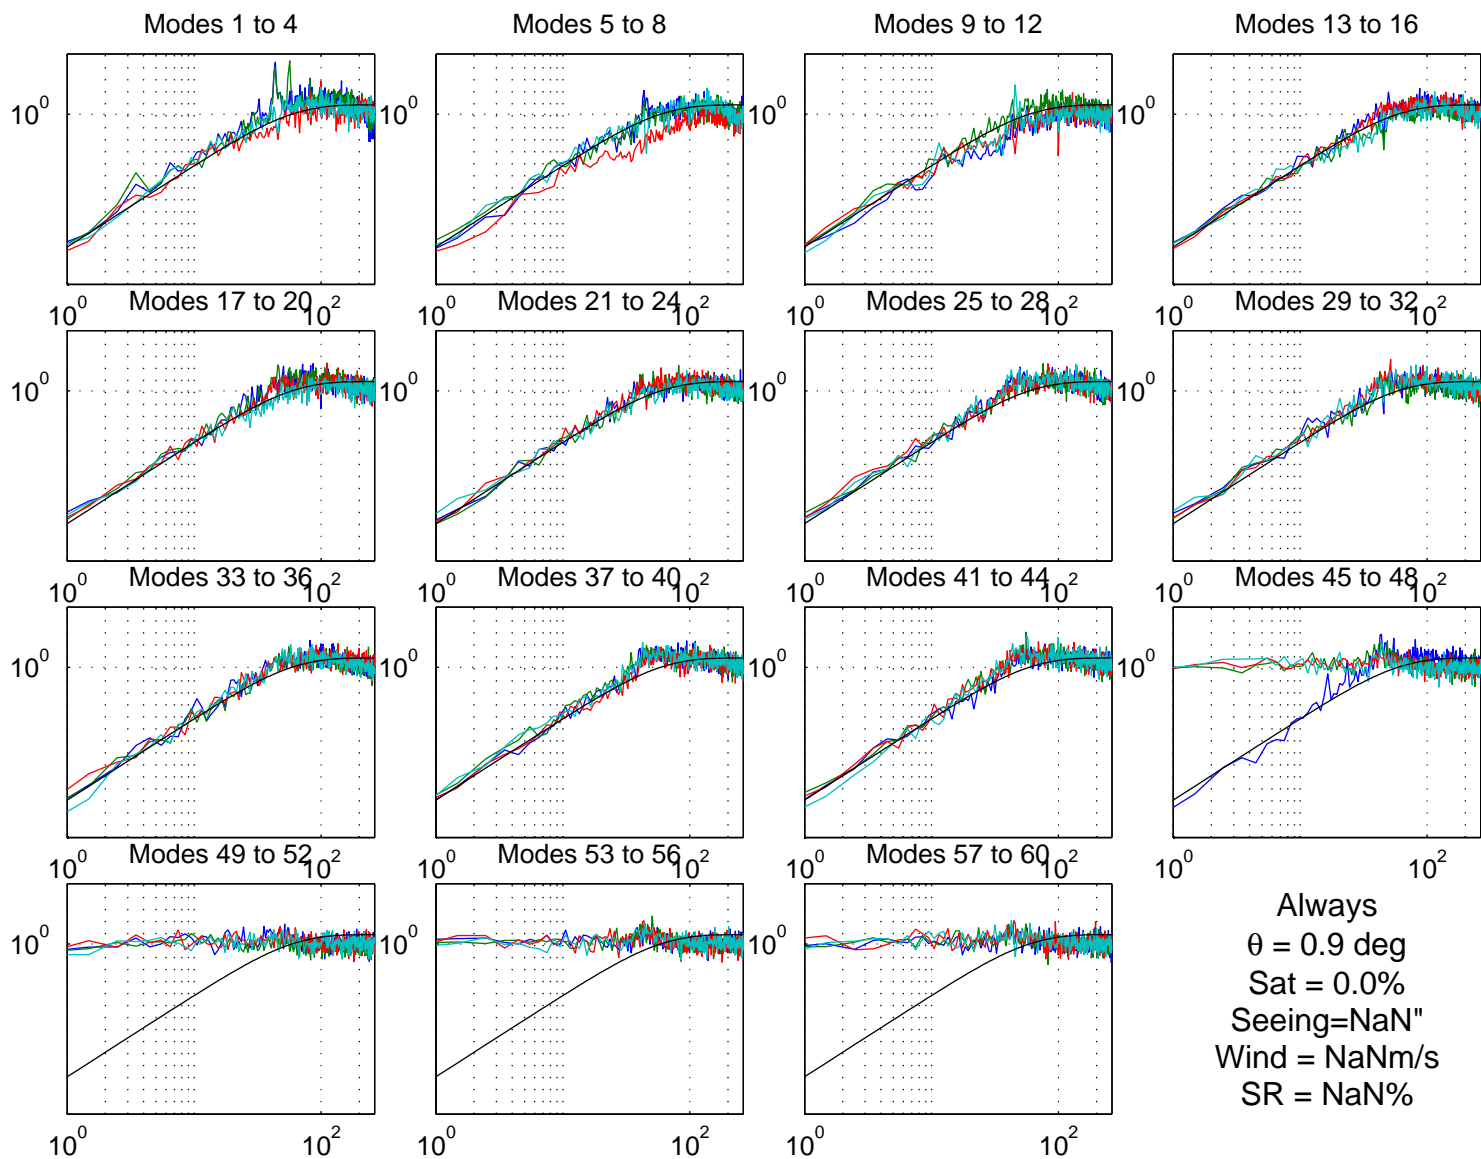 Modes 1 to 4 Modes 5 to 8 Modes 9 to 12 Modes 13 to 16
10^0 10^0 10^0 10^0
10^0 10^2 10^0 10^2 10^0 10^2 10^0 10^2
Modes 17 to 20 Modes 21 to 24 Modes 25 to 28 Modes 29 to 32
10^0 10^0 10^0 10^0
10^0 10^2 10^0 10^2 10^0 10^2 10^0 10^2
Modes 33 to 36 Modes 37 to 40 Modes 41 to 44 Modes 45 to 48
10^0 10^0 10^0 10^0
10^0 10^2 10^0 10^2 10^0 10^2 10^0 10^2
Modes 49 to 52 Modes 53 to 56 Modes 57 to 60
10^0 10^0 10^0
10^0 10^2 10^0 10^2 10^0 10^2
Always
θ = 0.9 deg
Sat = 0.0%
Seeing=NaN"
Wind = NaNm/s
SR = NaN%